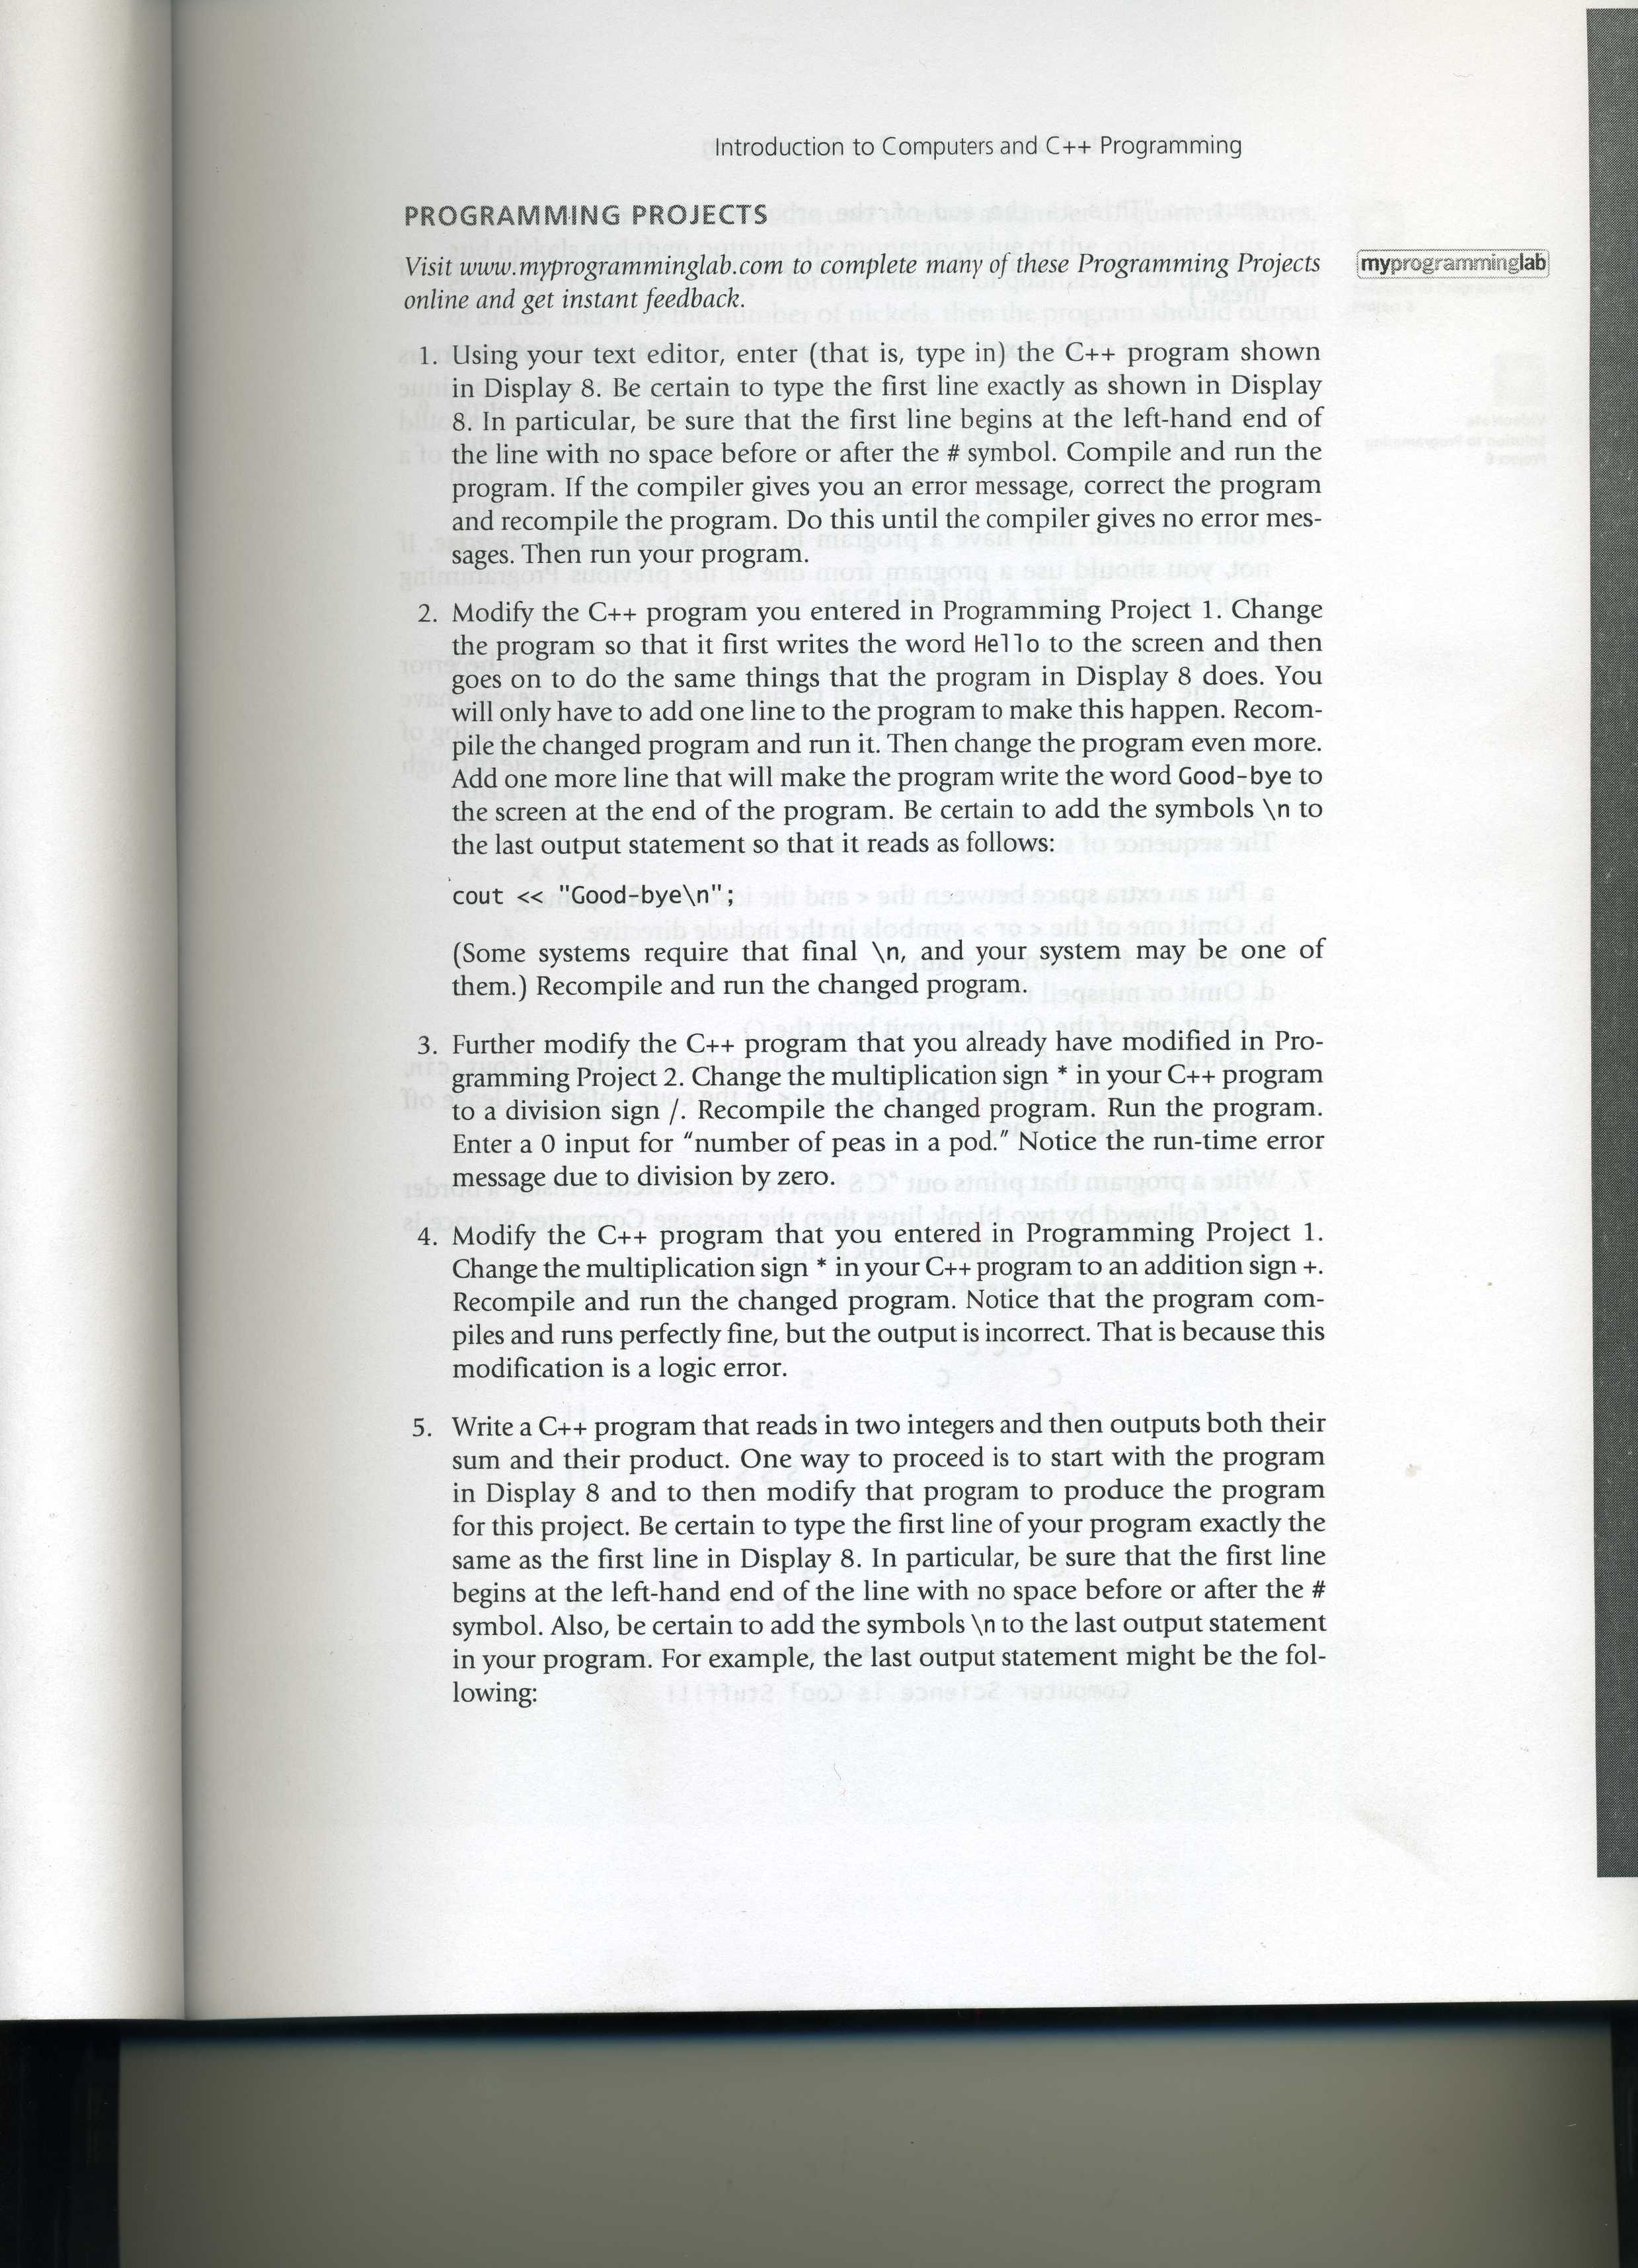 Introduction to Computers and C++ Programming
PROGRAMMING PROJECTS
Visit www.myprogramminglab.com to complete many of these Programming Projects
online and get instant feedback.
myprogramminglab
1. Using your text editor, enter (that is, type in) the C++ program shown
in Display 8. Be certain to type the first line exactly as shown in Display
8. In particular, be sure that the first line begins at the left-hand end of
the line with no space before or after the # symbol. Compile and run the
program. If the compiler gives you an error message, correct the program
and recompile the program. Do this until the compiler gives no error mes-
sages. Then run your program.
2. Modify the C++ program you entered in Programming Project 1. Change
the program so that it first writes the word Hello to the screen and then
goes on to do the same things that the program in Display 8 does. You
will only have to add one line to the program to make this happen. Recom-
pile the changed program and run it. Then change the program even more.
Add one more line that will make the program write the word Good-bye to
the screen at the end of the program. Be certain to add the symbols \n to
the last output statement so that it reads as follows:
cout << "Good-bye\n";
(Some systems require that final \n, and your system may be one of
them.) Recompile and run the changed program.
3. Further modify the C++ program that you already have modified in Pro-
gramming Project 2. Change the multiplication sign * in your C++ program
to a division sign /. Recompile the changed program. Run the program.
Enter a 0 input for “number of peas in a pod.” Notice the run-time error
message due to division by zero.
4. Modify the C++ program that you entered in Programming Project 1.
Change the multiplication sign * in your C++ program to an addition sign +.
Recompile and run the changed program. Notice that the program com-
piles and runs perfectly fine, but the output is incorrect. That is because this
modification is a logic error.
5. Write a C++ program that reads in two integers and then outputs both their
sum and their product. One way to proceed is to start with the program
in Display 8 and to then modify that program to produce the program
for this project. Be certain to type the first line of your program exactly the
same as the first line in Display 8. In particular, be sure that the first line
begins at the left-hand end of the line with no space before or after the #
symbol. Also, be certain to add the symbols \n to the last output statement
in your program. For example, the last output statement might be the fol-
lowing: